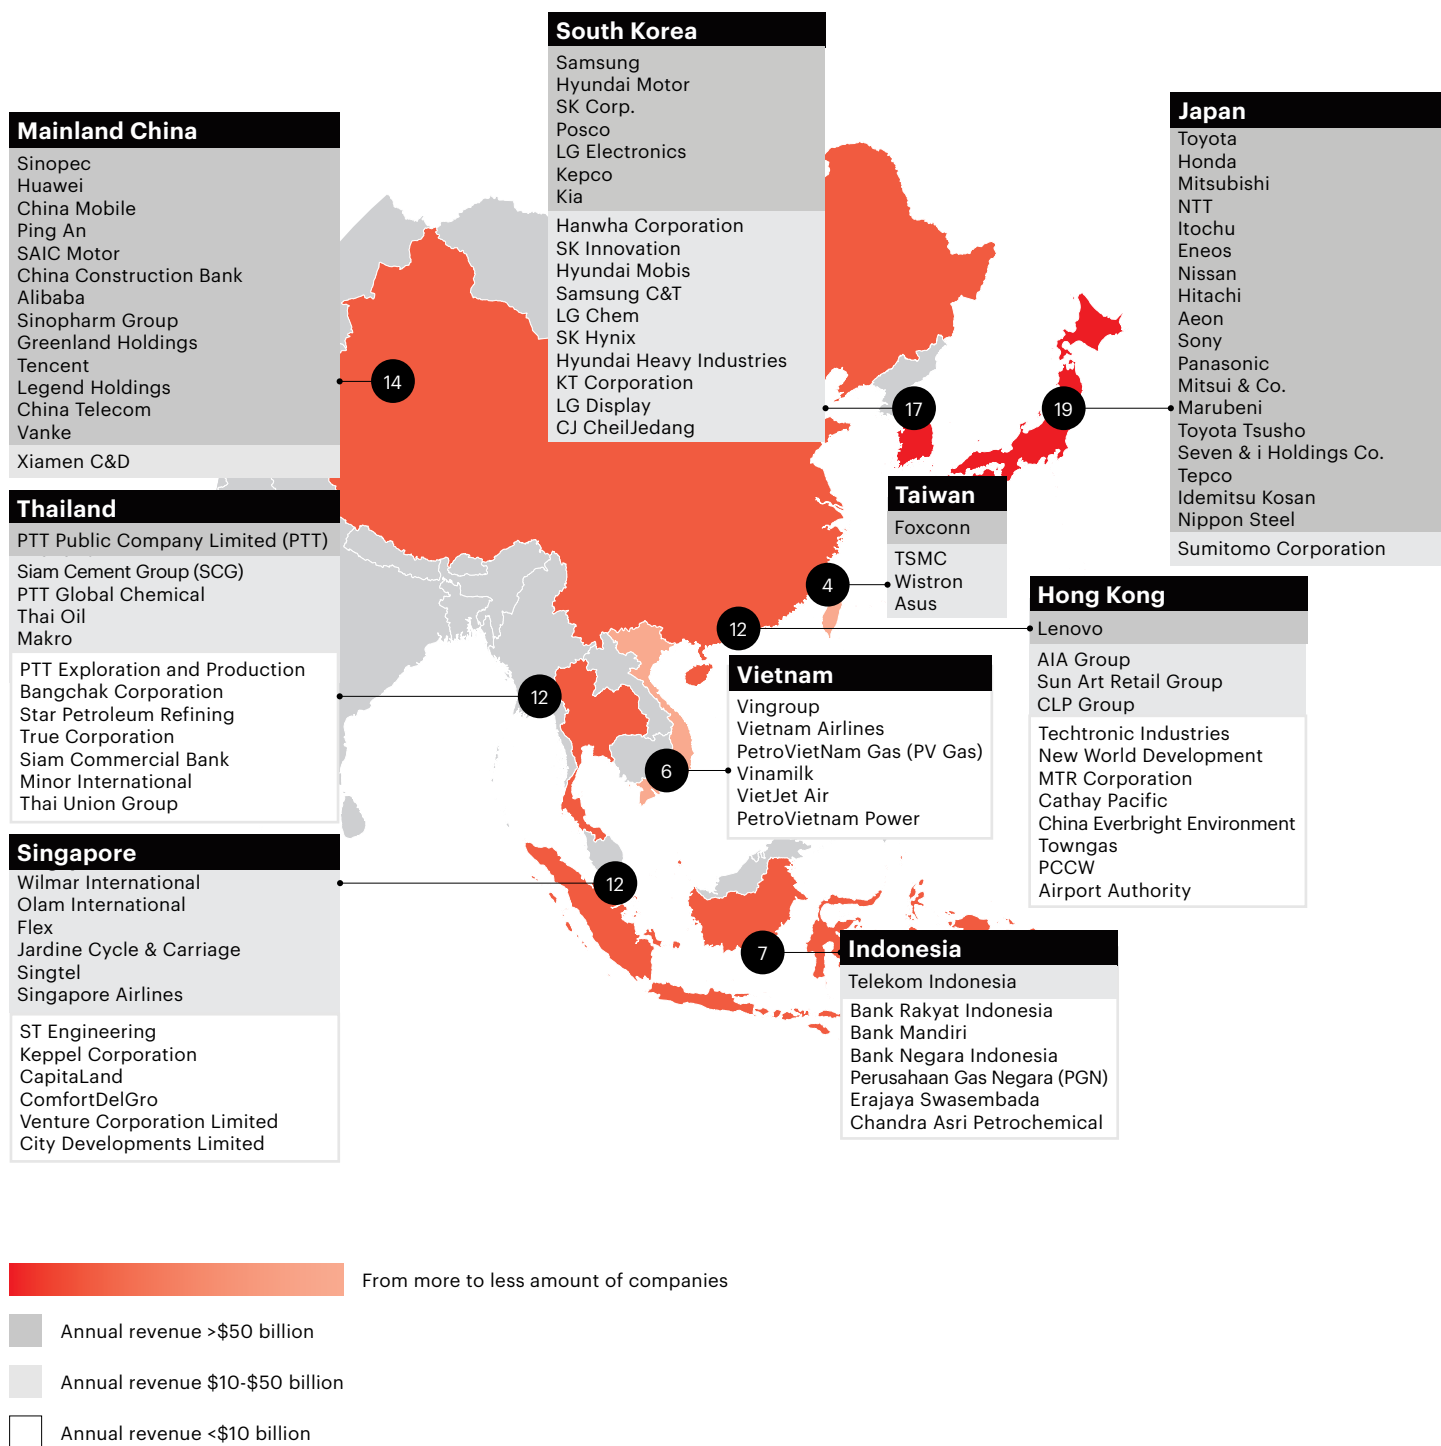 South Korea
Samsung
Hyundai Motor
SK Corp.
Posco
LG Electronics
Kepco
Kia
Hanwha Corporation
SK Innovation
Hyundai Mobis
Samsung C&T
LG Chem
SK Hynix
Hyundai Heavy Industries
KT Corporation
LG Display
CJ CheilJedang
17
Japan
Toyota
Honda
Mitsubishi
NTT
Itochu
Eneos
Nissan
Hitachi
Aeon
Sony
Panasonic
Mitsui & Co.
Marubeni
Toyota Tsusho
Seven & i Holdings Co.
Tepco
Idemitsu Kosan
Nippon Steel
Sumitomo Corporation
19
Mainland China
Sinopec
Huawei
China Mobile
Ping An
SAIC Motor
China Construction Bank
Alibaba
Sinopharm Group
Greenland Holdings
Tencent
Legend Holdings
China Telecom
Vanke
Xiamen C&D
14
Taiwan
Foxconn
TSMC
Wistron
Asus
4
Thailand
PTT Public Company Limited (PTT)
Siam Cement Group (SCG)
PTT Global Chemical
Thai Oil
Makro
PTT Exploration and Production
Bangchak Corporation
Star Petroleum Refining
True Corporation
Siam Commercial Bank
Minor International
Thai Union Group
12
Hong Kong
Lenovo
AIA Group
Sun Art Retail Group
CLP Group
Techtronic Industries
New World Development
MTR Corporation
Cathay Pacific
China Everbright Environment
Towngas
PCCW
Airport Authority
12
Vietnam
Vingroup
Vietnam Airlines
PetroVietNam Gas (PV Gas)
Vinamilk
VietJet Air
PetroVietnam Power
6
Singapore
Wilmar International
Olam International
Flex
Jardine Cycle & Carriage
Singtel
Singapore Airlines
ST Engineering
Keppel Corporation
CapitaLand
ComfortDelGro
Venture Corporation Limited
City Developments Limited
12
Indonesia
Telekom Indonesia
Bank Rakyat Indonesia
Bank Mandiri
Bank Negara Indonesia
Perusahaan Gas Negara (PGN)
Erajaya Swasembada
Chandra Asri Petrochemical
7
From more to less amount of companies
Annual revenue >$50 billion
Annual revenue $10-$50 billion
Annual revenue <$10 billion